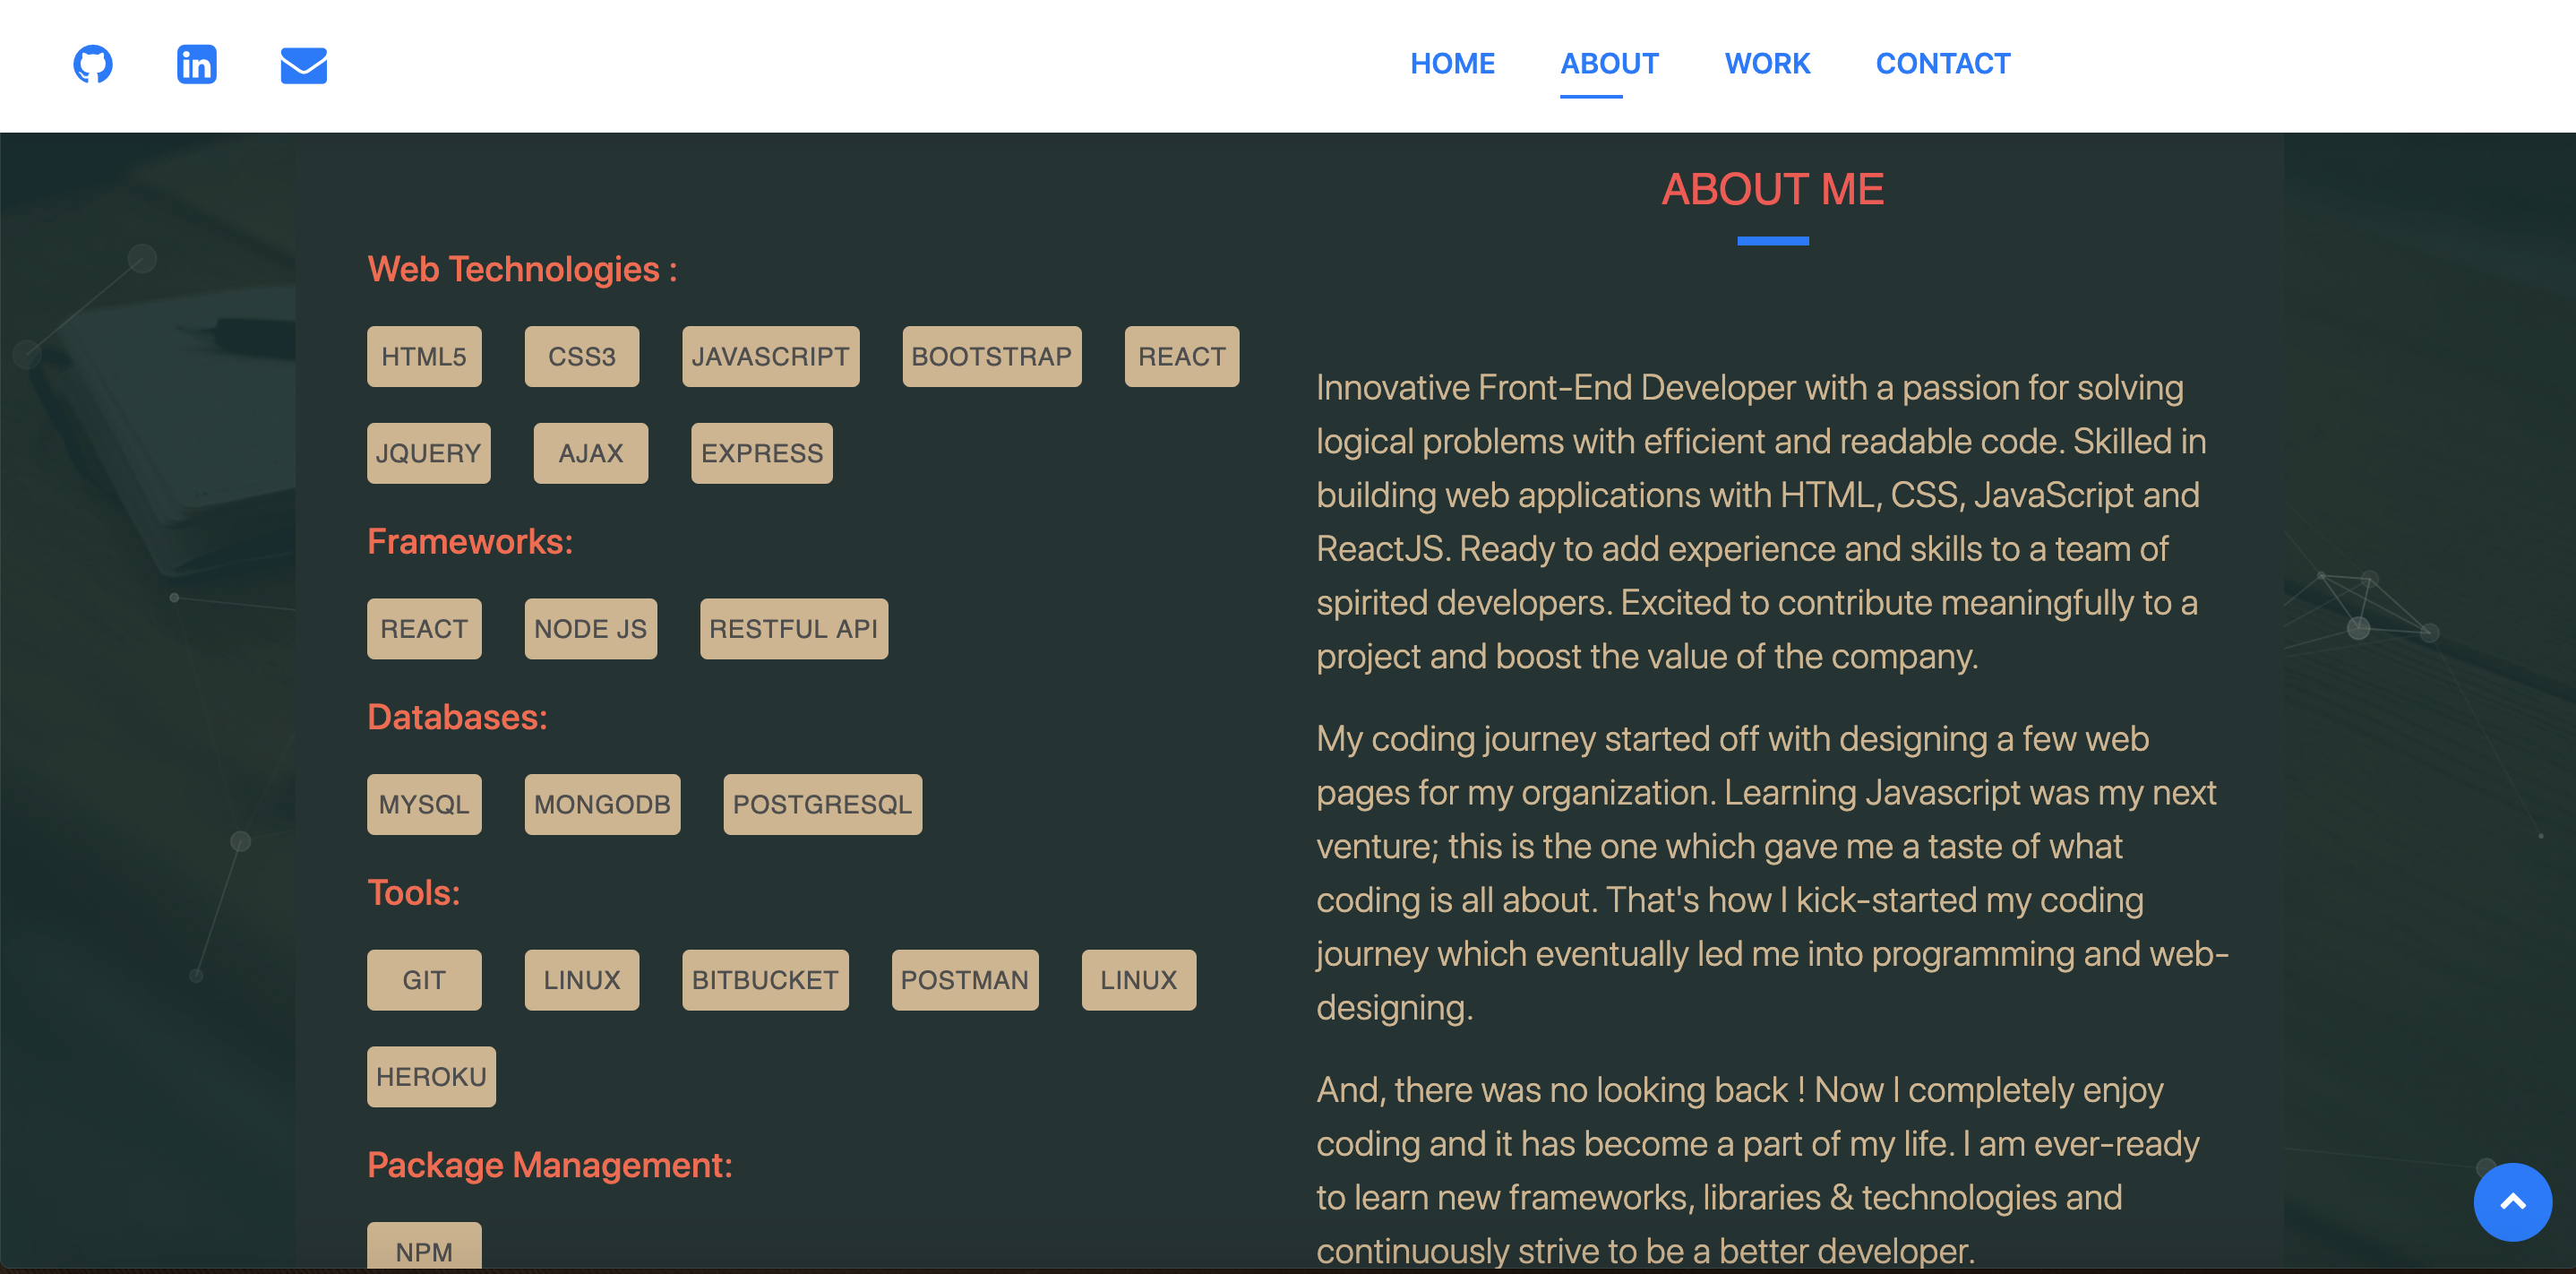 HOME ABOUT WORK CONTACT
Web Technologies :
HTML5 CSS3 JAVASCRIPT BOOTSTRAP REACT
JQUERY AJAX EXPRESS
Frameworks:
REACT NODE JS RESTFUL API
Databases:
MYSQL MONGODB POSTGRESQL
Tools:
GIT LINUX BITBUCKET POSTMAN LINUX
HEROKU
Package Management:
NPM
ABOUT ME
Innovative Front-End Developer with a passion for solving
logical problems with efficient and readable code. Skilled in
building web applications with HTML, CSS, JavaScript and
ReactJS. Ready to add experience and skills to a team of
spirited developers. Excited to contribute meaningfully to a
project and boost the value of the company.
My coding journey started off with designing a few web
pages for my organization. Learning Javascript was my next
venture; this is the one which gave me a taste of what
coding is all about. That's how I kick-started my coding
journey which eventually led me into programming and web-
designing.
And, there was no looking back ! Now I completely enjoy
coding and it has become a part of my life. I am ever-ready
to learn new frameworks, libraries & technologies and
continuously strive to be a better developer.